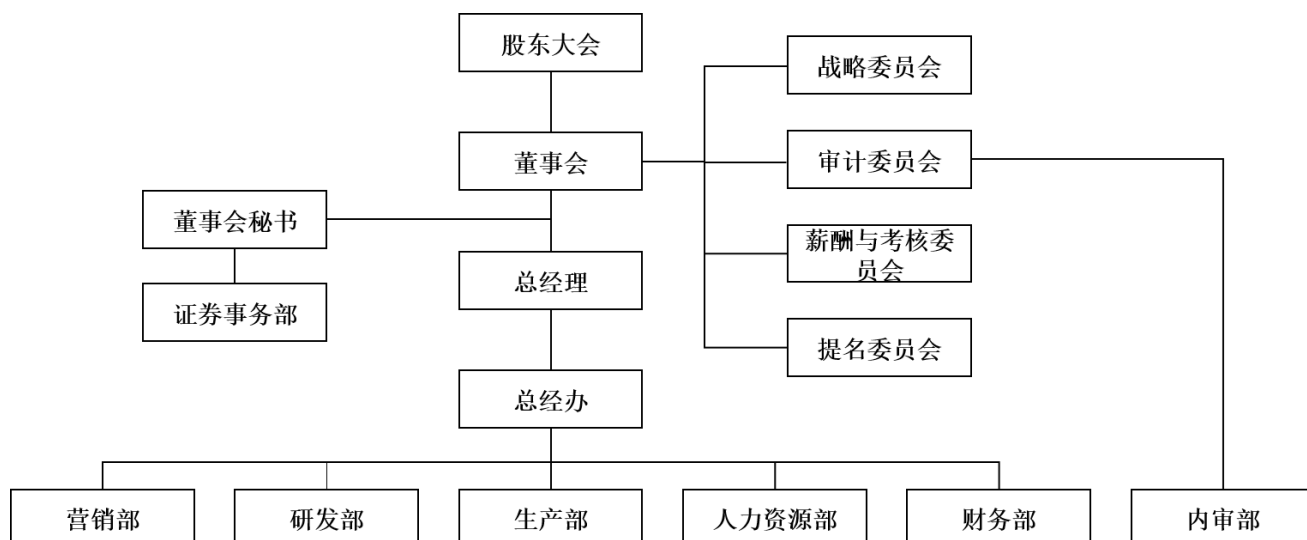 股东大会
战略委员会
董事会
审计委员会
董事会秘书
薪酬与考核委
员会
总经理
证券事务部
提名委员会
总经办
营销部
研发部
生产部
人力资源部
财务部
内审部